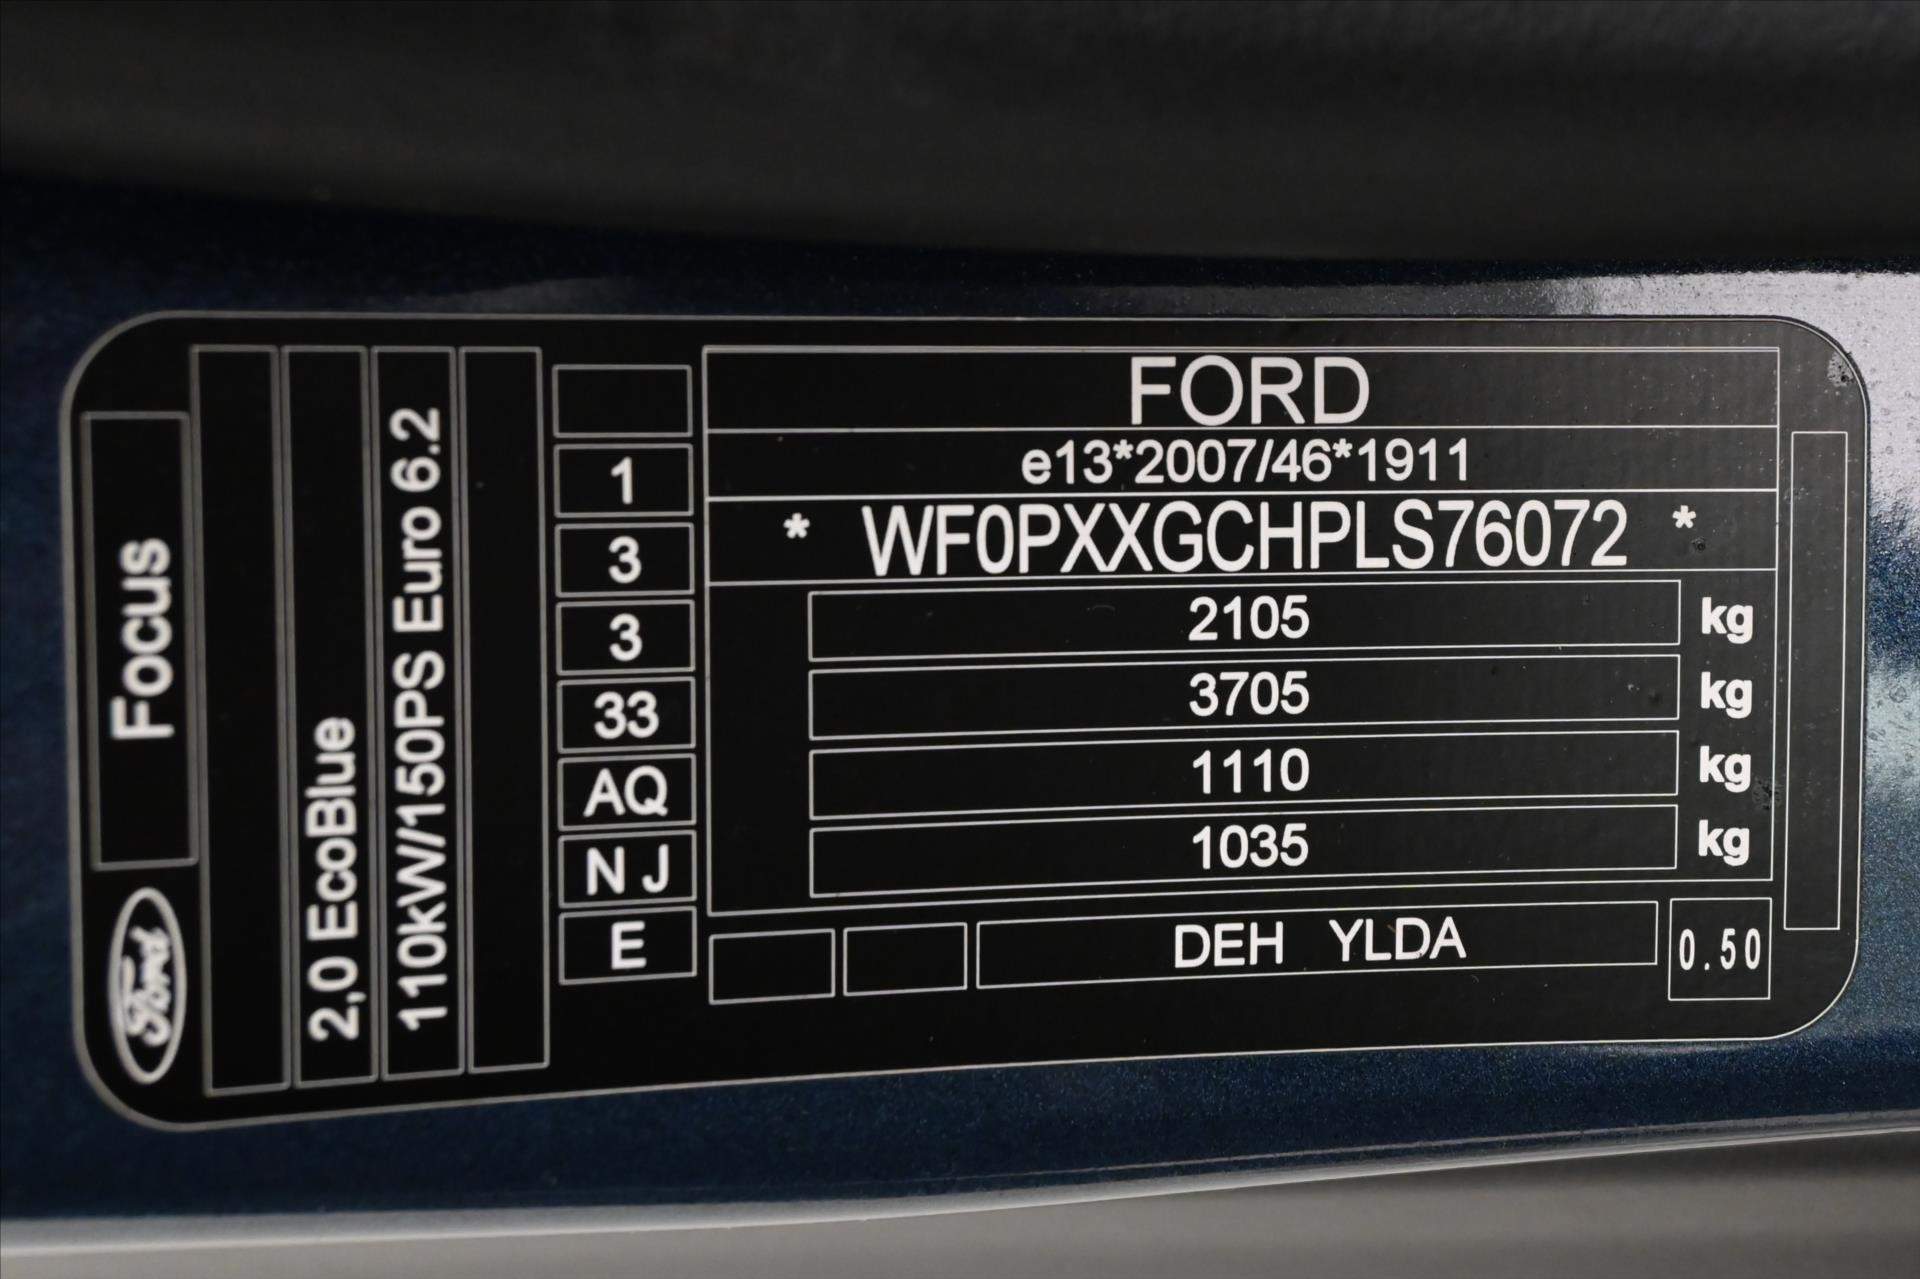 FORD
e13*2007/46*1911
* WF0PXXGCHPLS76072 *
2105 kg
3705 kg
1110 kg
1035 kg
DEH YLDA
0.50
1
3
3
33
AQ
N J
E
Focus
Ford
2,0 EcoBlue
110kW/150PS Euro 6.2